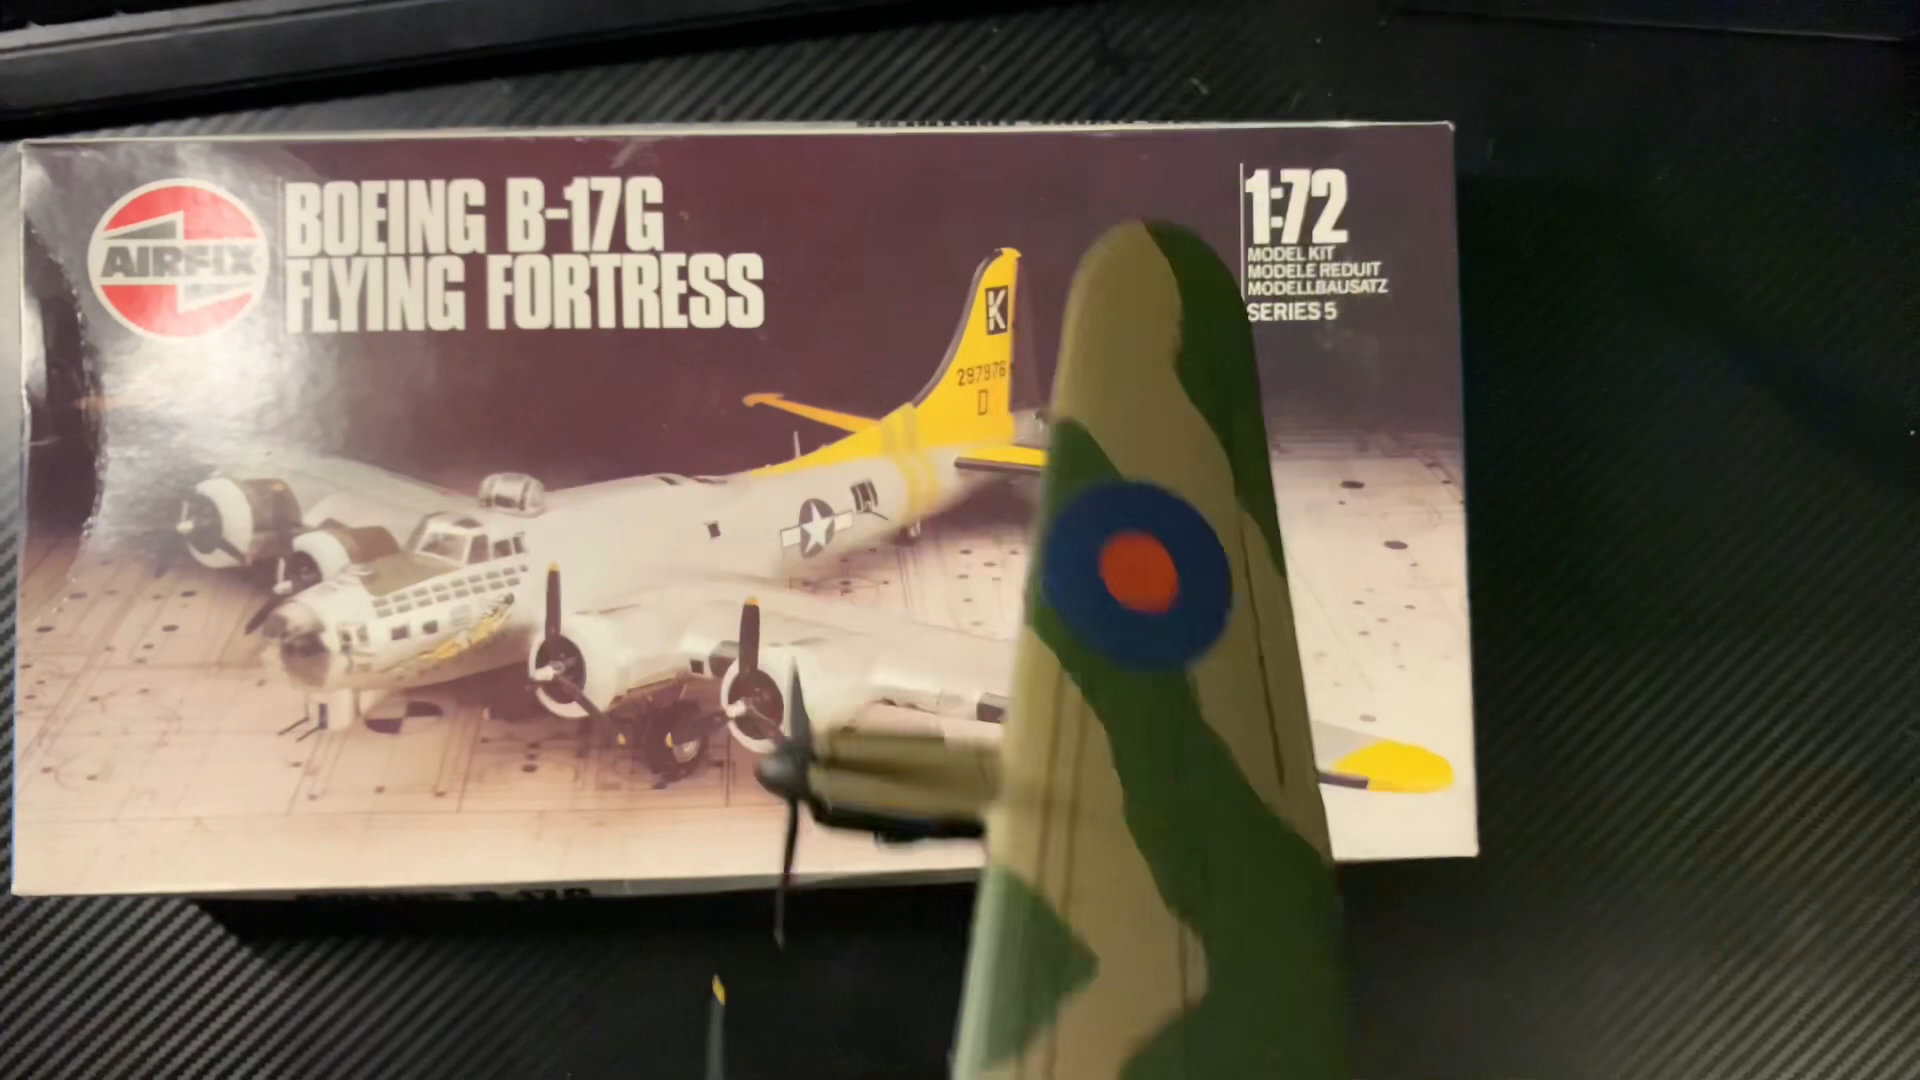 AIRFIX
BOEING B-17G
FLYING FORTRESS
1:72
MODEL KIT
MODELE REDUIT
MODELLBAUSATZ
SERIES 5
K
297976
D